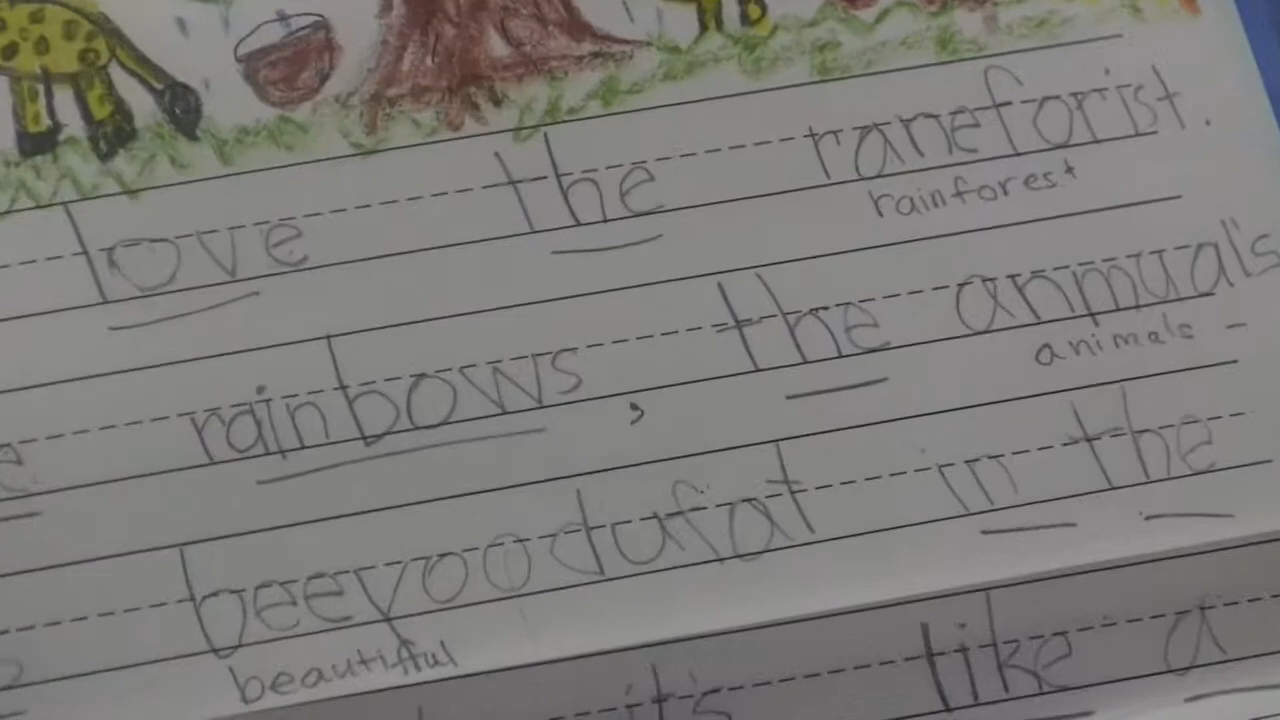 love the raneforist.
rainforest
rainbows, the anmuals
animals -
beeyoodufat in the
beautiful
it's like a